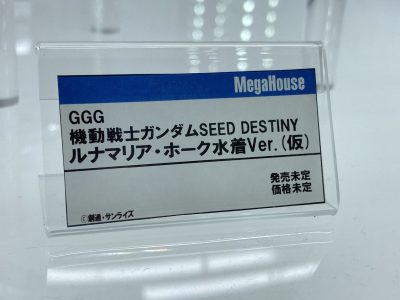 MegaHouse
GGG
機動戦士ガンダムSEED DESTINY
ルナマリア・ホーク水着Ver.(仮)
発売未定
価格未定
©創通・サンライズ